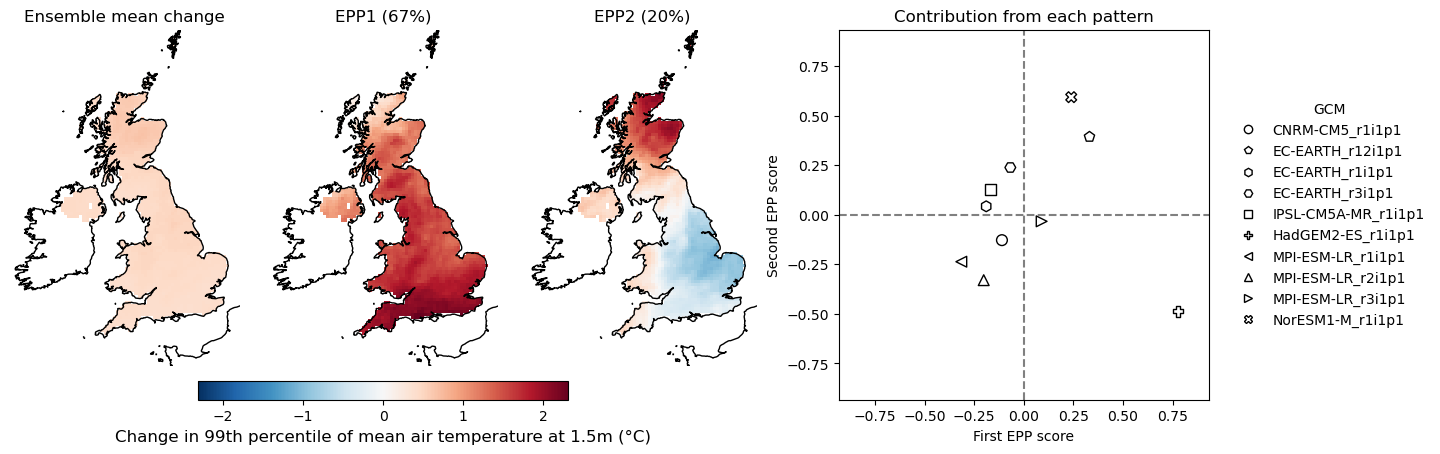 Ensemble mean change
EPP1 (67%)
EPP2 (20%)
−2 −1 0 1 2
Change in 99th percentile of mean air temperature at 1.5m (°C)
Contribution from each pattern
Second EPP score
0.75
0.50
0.25
0.00
−0.25
−0.50
−0.75
−0.75 −0.50 −0.25 0.00 0.25 0.50 0.75
First EPP score
GCM
CNRM-CM5_r1i1p1
EC-EARTH_r12i1p1
EC-EARTH_r1i1p1
EC-EARTH_r3i1p1
IPSL-CM5A-MR_r1i1p1
HadGEM2-ES_r1i1p1
MPI-ESM-LR_r1i1p1
MPI-ESM-LR_r2i1p1
MPI-ESM-LR_r3i1p1
NorESM1-M_r1i1p1